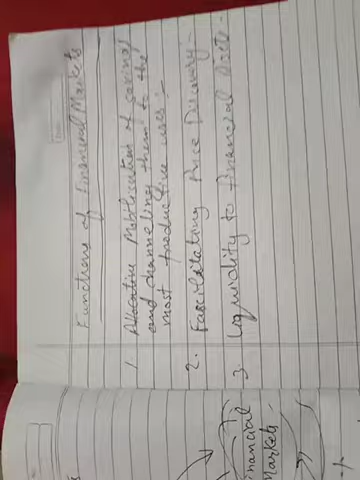 Functions of Financial Markets
1. Allocative Mobilisation of savings
and channeling them to the
most productive uses:-
2. Fascilitating Price Discovery-
3. Liquidity to Financial Assets-
Financial
Markets-